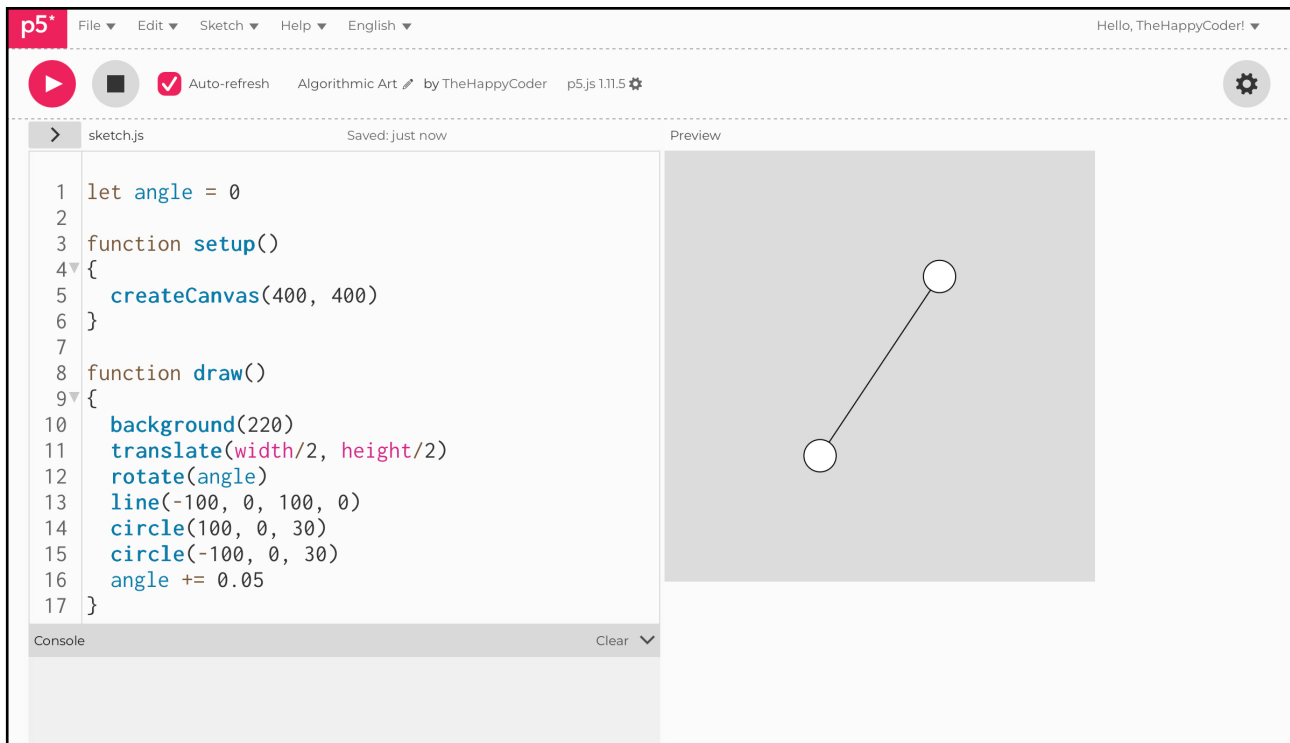 p5* File Edit Sketch Help English Hello, TheHappyCoder!
Auto-refresh Algorithmic Art by TheHappyCoder p5.js 1.11.5
sketch.js Saved: just now Preview
1 let angle = 0
2
3 function setup()
4 {
5   createCanvas(400, 400)
6 }
7
8 function draw()
9 {
10   background(220)
11   translate(width/2, height/2)
12   rotate(angle)
13   line(-100, 0, 100, 0)
14   circle(100, 0, 30)
15   circle(-100, 0, 30)
16   angle += 0.05
17 }
Console Clear